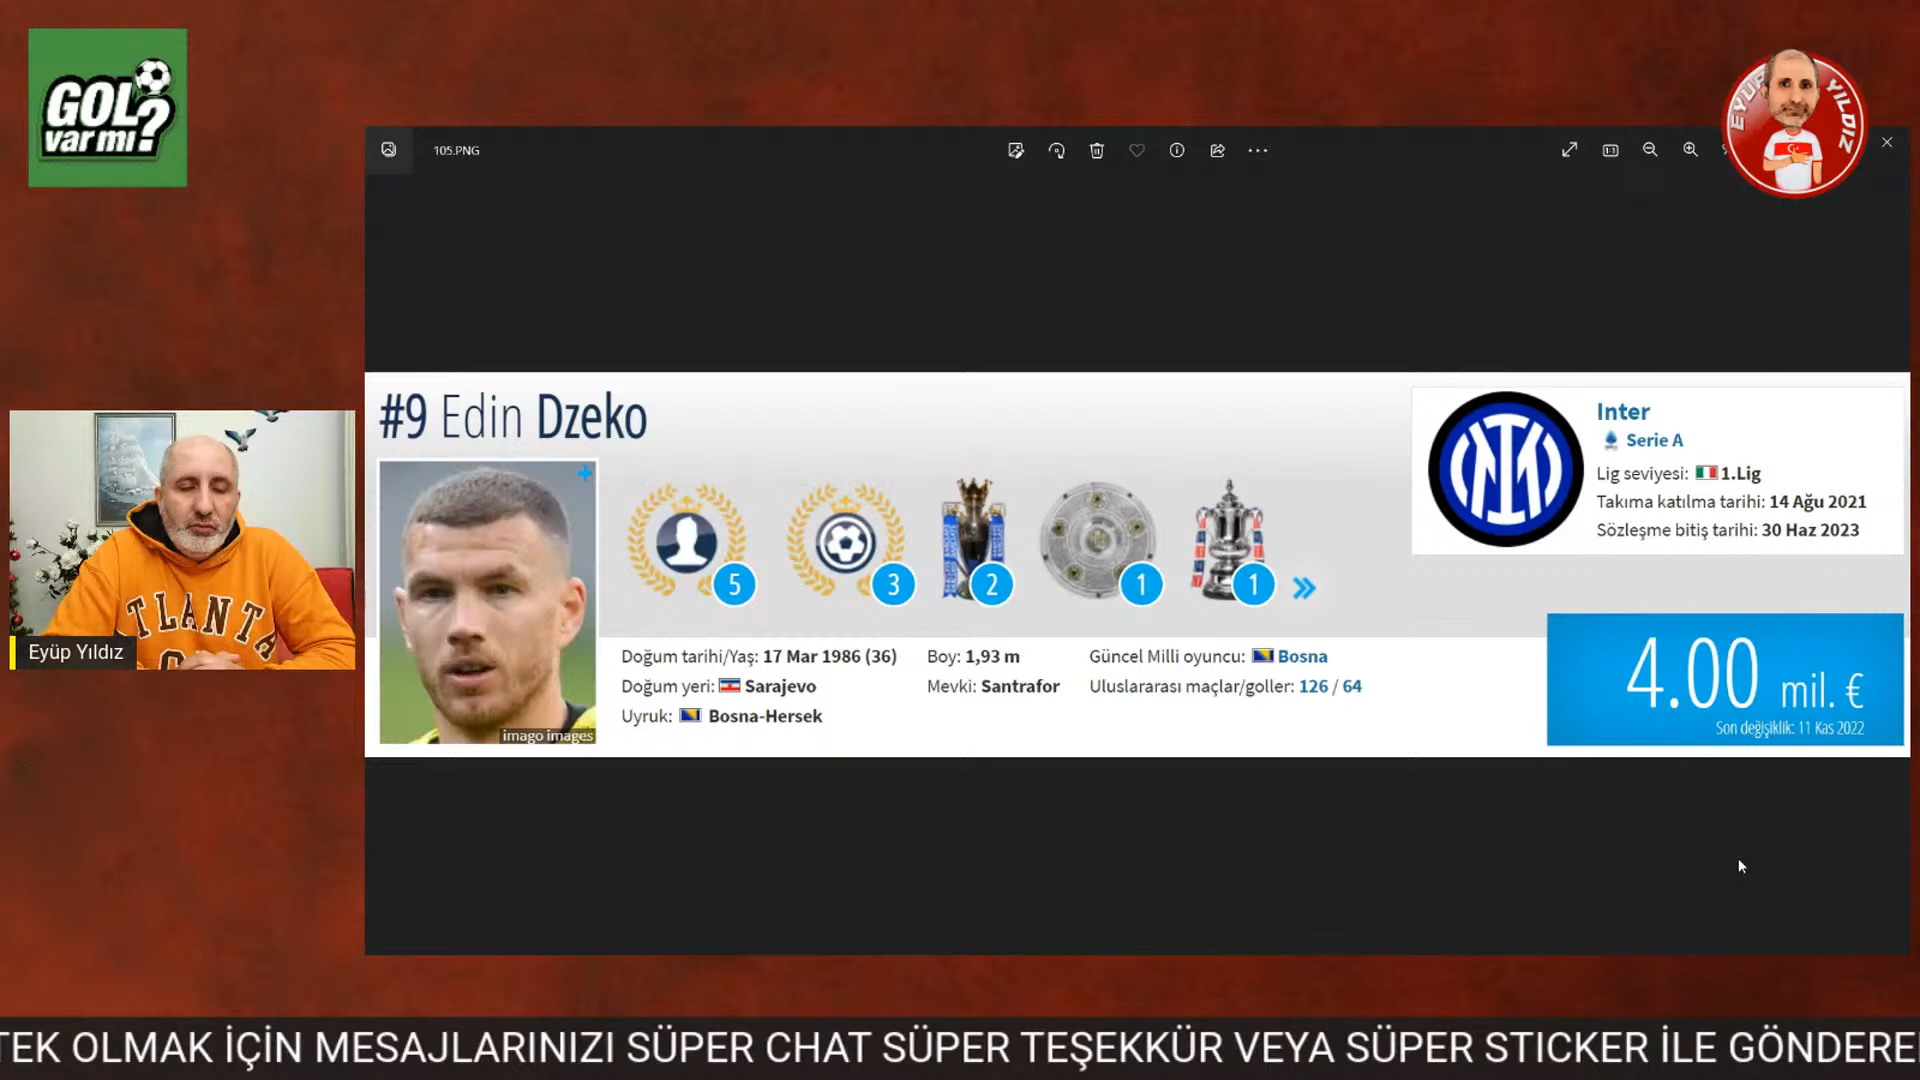 GOL
var mı?
105.PNG
EYÜP YILDIZ
#9 Edin Dzeko
Inter
Serie A
Lig seviyesi: 1.Lig
Takıma katılma tarihi: 14 Ağu 2021
Sözleşme bitiş tarihi: 30 Haz 2023
5
3
2
1
1
Doğum tarihi/Yaş: 17 Mar 1986 (36)
Boy: 1,93 m
Güncel Milli oyuncu: Bosna
Doğum yeri: Sarajevo
Mevki: Santrafor
Uluslararası maçlar/goller: 126 / 64
Uyruk: Bosna-Hersek
imago images
4.00 mil. €
Son değişiklik: 11 Kas 2022
ATLANTA
Eyüp Yıldız
TEK OLMAK İÇİN MESAJLARINIZI SÜPER CHAT SÜPER TEŞEKKÜR VEYA SÜPER STICKER İLE GÖNDERE